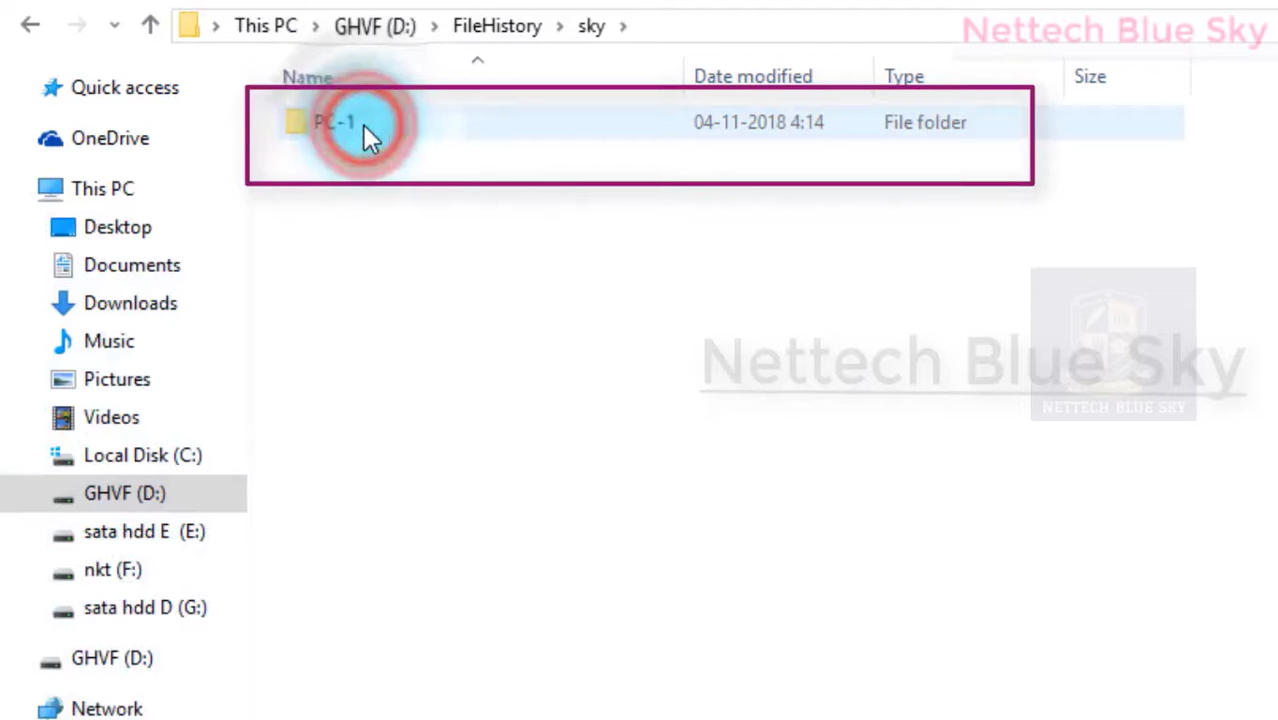 This PC > GHVF (D:) > FileHistory > sky >
Nettech Blue Sky
Name Date modified Type Size
PC-1 04-11-2018 4:14 File folder
Quick access
OneDrive
This PC
Desktop
Documents
Downloads
Music
Pictures
Videos
Local Disk (C:)
GHVF (D:)
sata hdd E (E:)
nkt (F:)
sata hdd D (G:)
GHVF (D:)
Network
Nettech Blue Sky
NETTECH BLUE SKY